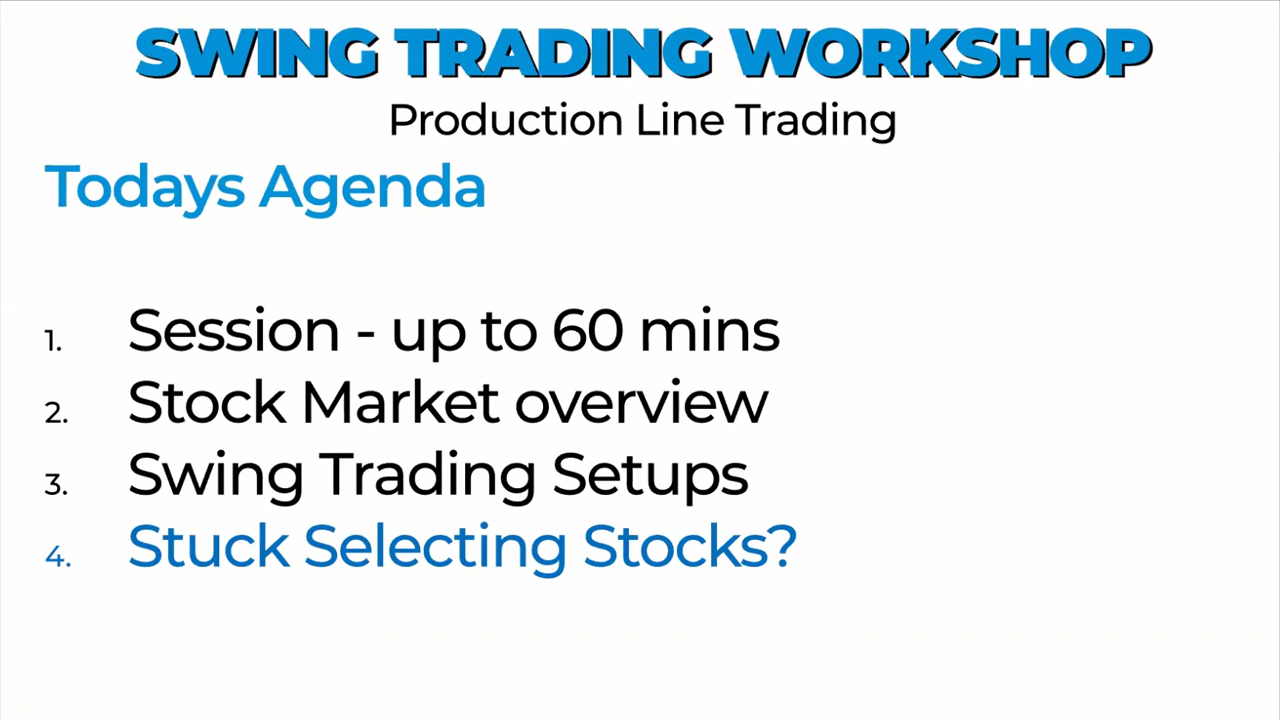 SWING TRADING WORKSHOP
Production Line Trading
Todays Agenda
1. Session - up to 60 mins
2. Stock Market overview
3. Swing Trading Setups
4. Stuck Selecting Stocks?